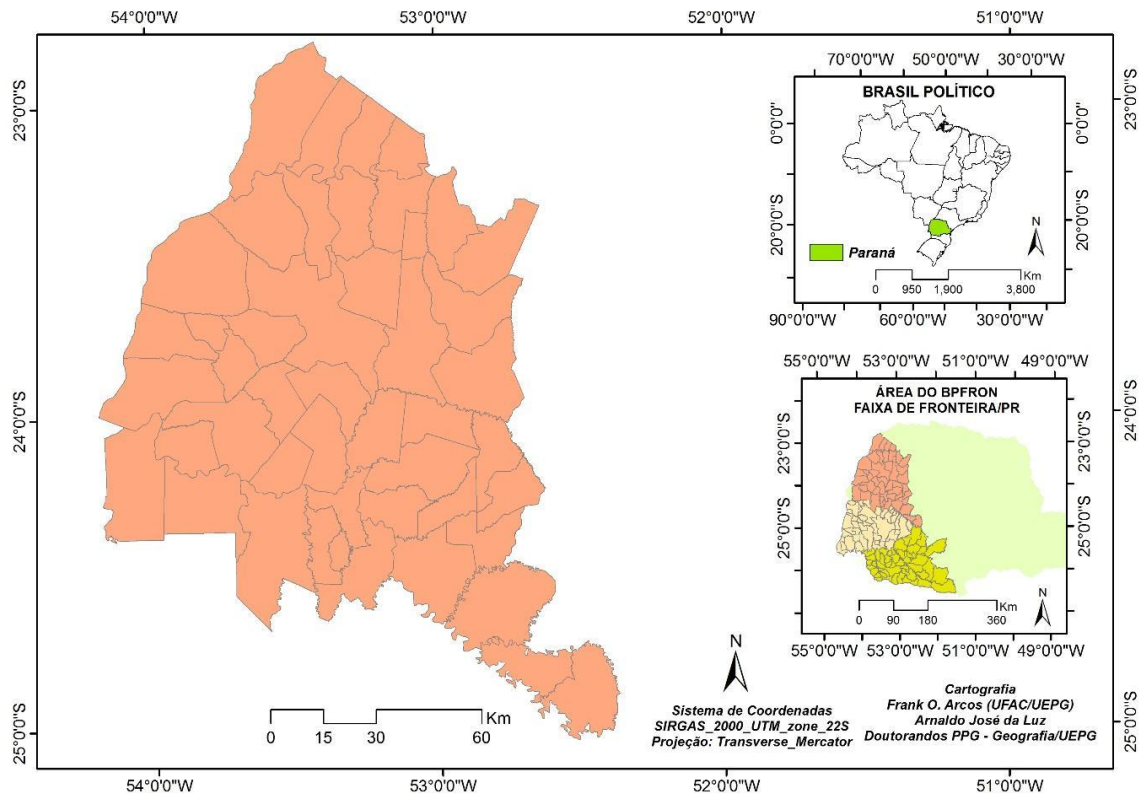 54°0'0"W 53°0'0"W 52°0'0"W 51°0'0"W
23°0'0"S
24°0'0"S
25°0'0"S
23°0'0"S
24°0'0"S
25°0'0"S
70°0'0"W 50°0'0"W 30°0'0"W
BRASIL POLÍTICO
0°0'0"
20°0'0"S
0°0'0"
20°0'0"S
N
Paraná
Km
0 950 1,900 3,800
90°0'0"W 60°0'0"W 30°0'0"W
55°0'0"W 53°0'0"W 51°0'0"W 49°0'0"W
ÁREA DO BPFRON
FAIXA DE FRONTEIRA/PR
23°0'0"S
25°0'0"S
23°0'0"S
25°0'0"S
N
Km
0 90 180 360
55°0'0"W 53°0'0"W 51°0'0"W 49°0'0"W
N
Km
0 15 30 60
Sistema de Coordenadas
SIRGAS_2000_UTM_zone_22S
Projeção: Transverse_Mercator
Cartografia
Frank O. Arcos (UFAC/UEPG)
Arnaldo José da Luz
Doutorandos PPG - Geografia/UEPG
54°0'0"W 53°0'0"W 52°0'0"W 51°0'0"W